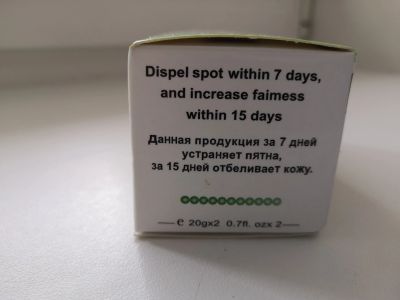 Dispel spot within 7 days,
and increase faimess
within 15 days
Данная продукция за 7 дней
устраняет пятна,
за 15 дней отбеливает кожу.
e 20gx2 0.7fl. ozx 2